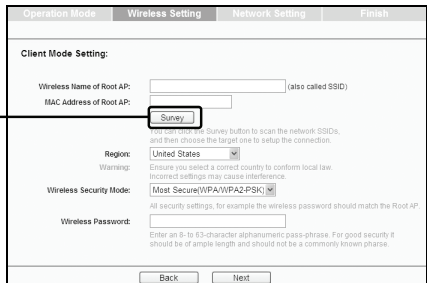 Operation Mode Wireless Setting Network Setting Finish
Client Mode Setting:
Wireless Name of Root AP: (also called SSID)
MAC Address of Root AP:
Survey
You can click the Survey button to scan the network SSIDs,
and then choose the target one to setup the connection.
Region: United States
Warning: Ensure you select a correct country to conform local law.
Incorrect settings may cause interference.
Wireless Security Mode: Most Secure(WPA/WPA2-PSK)
All security settings, for example the wireless password should match the Root AP.
Wireless Password:
Enter an 8- to 63-character alphanumeric pass-phrase. For good security it
should be of ample length and should not be a commonly known pharse.
Back Next